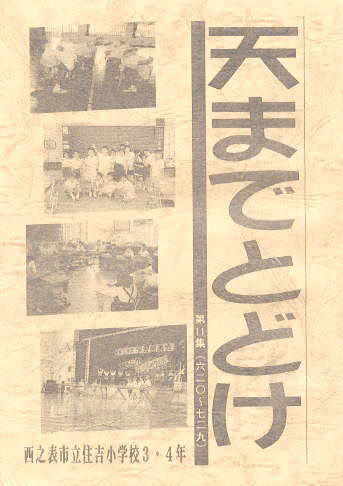 天までとどけ
第11集（六二〇～七二九）
西之表市立住吉小学校3・4年